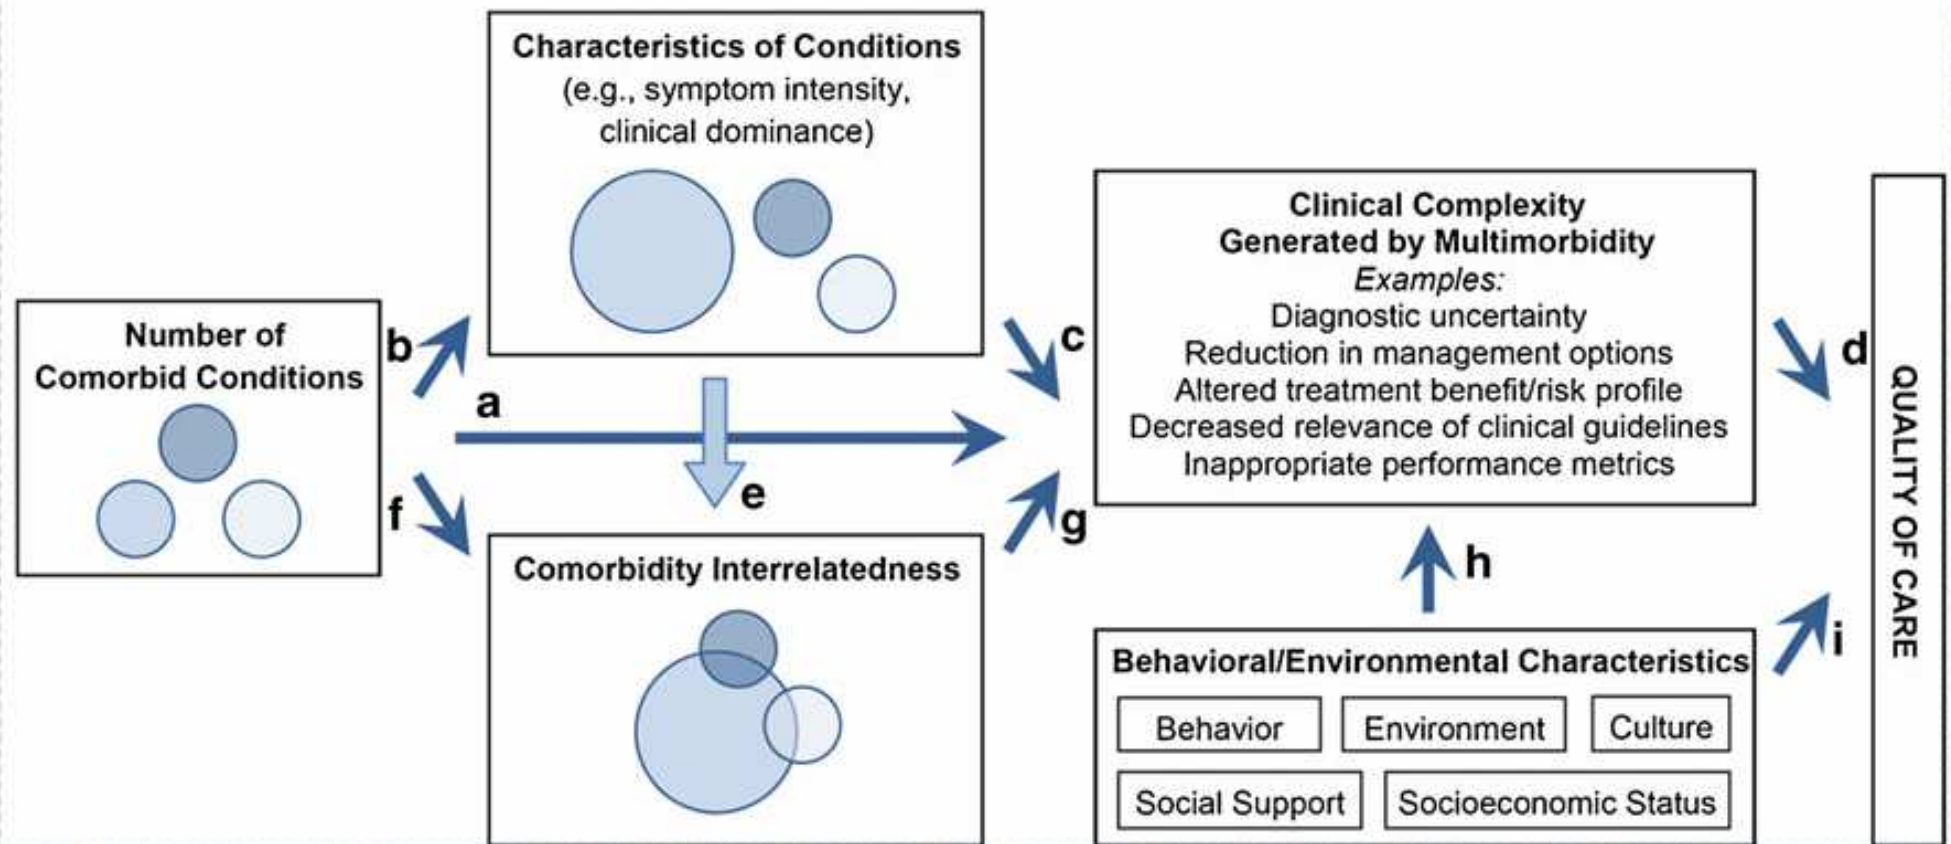 Characteristics of Conditions
(e.g., symptom intensity,
clinical dominance)
Number of
Comorbid Conditions
b
a
f
e
c
g
Comorbidity Interrelatedness
Clinical Complexity
Generated by Multimorbidity
Examples:
Diagnostic uncertainty
Reduction in management options
Altered treatment benefit/risk profile
Decreased relevance of clinical guidelines
Inappropriate performance metrics
h
Behavioral/Environmental Characteristics
Behavior
Environment
Culture
Social Support
Socioeconomic Status
d
i
QUALITY OF CARE